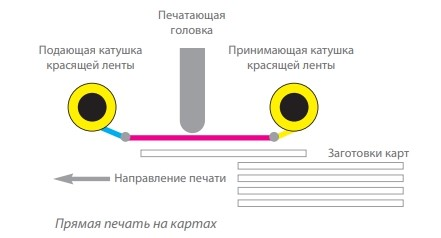 Печатающая
головка
Подающая катушка
красящей ленты
Принимающая катушка
красящей ленты
Заготовки карт
Направление печати
Прямая печать на картах